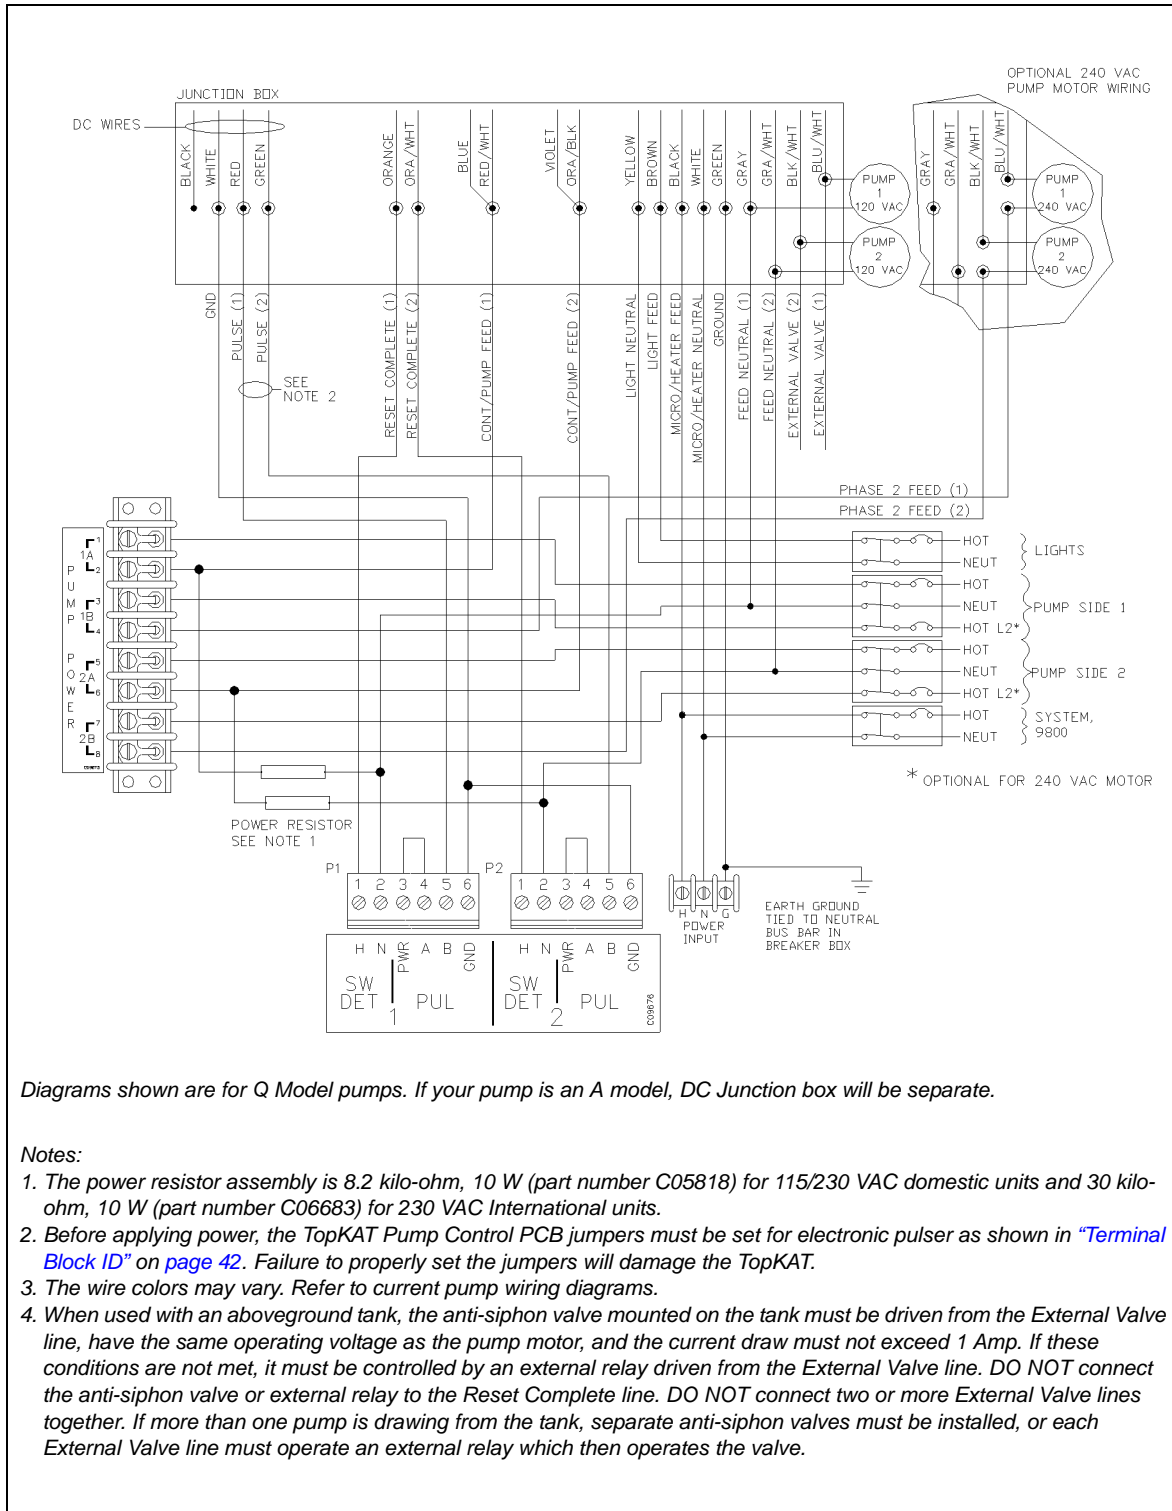 OPTIONAL 240 VAC
PUMP MOTOR WIRING
JUNCTION BOX
DC WIRES
BLACK
WHITE
RED
GREEN
ORANGE
ORA/WHT
BLUE
RED/WHT
VIOLET
ORA/BLK
YELLOW
BROWN
BLACK
WHITE
GREEN
GRAY
GRA/WHT
BLK/WHT
BLU/WHT
PUMP
1
120 VAC
PUMP
2
120 VAC
GRAY
GRA/WHT
BLK/WHT
BLU/WHT
PUMP
1
240 VAC
PUMP
2
240 VAC
GND
PULSE (1)
PULSE (2)
SEE
NOTE 2
RESET COMPLETE (1)
RESET COMPLETE (2)
CONT/PUMP FEED (1)
CONT/PUMP FEED (2)
LIGHT NEUTRAL
LIGHT FEED
MICRO/HEATER FEED
MICRO/HEATER NEUTRAL
GROUND
FEED NEUTRAL (1)
FEED NEUTRAL (2)
EXTERNAL VALVE (2)
EXTERNAL VALVE (1)
PHASE 2 FEED (1)
PHASE 2 FEED (2)
PUMP POWER
1
1A
2
3
1B
4
5
2A
6
7
2B
8
HOT
NEUT
LIGHTS
HOT
NEUT
HOT L2*
PUMP SIDE 1
HOT
NEUT
HOT L2*
PUMP SIDE 2
HOT
NEUT
SYSTEM,
9800
* OPTIONAL FOR 240 VAC MOTOR
POWER RESISTOR
SEE NOTE 1
P1
1 2 3 4 5 6
P2
1 2 3 4 5 6
H N PWR A B GND
SW
DET
1
PUL
H N PWR A B GND
SW
DET
2
PUL
C09676
H N G
POWER
INPUT
EARTH GROUND
TIED TO NEUTRAL
BUS BAR IN
BREAKER BOX
Diagrams shown are for Q Model pumps. If your pump is an A model, DC Junction box will be separate.
Notes:
1. The power resistor assembly is 8.2 kilo-ohm, 10 W (part number C05818) for 115/230 VAC domestic units and 30 kilo-
ohm, 10 W (part number C06683) for 230 VAC International units.
2. Before applying power, the TopKAT Pump Control PCB jumpers must be set for electronic pulser as shown in “Terminal
Block ID” on page 42. Failure to properly set the jumpers will damage the TopKAT.
3. The wire colors may vary. Refer to current pump wiring diagrams.
4. When used with an aboveground tank, the anti-siphon valve mounted on the tank must be driven from the External Valve
line, have the same operating voltage as the pump motor, and the current draw must not exceed 1 Amp. If these
conditions are not met, it must be controlled by an external relay driven from the External Valve line. DO NOT connect
the anti-siphon valve or external relay to the Reset Complete line. DO NOT connect two or more External Valve lines
together. If more than one pump is drawing from the tank, separate anti-siphon valves must be installed, or each
External Valve line must operate an external relay which then operates the valve.